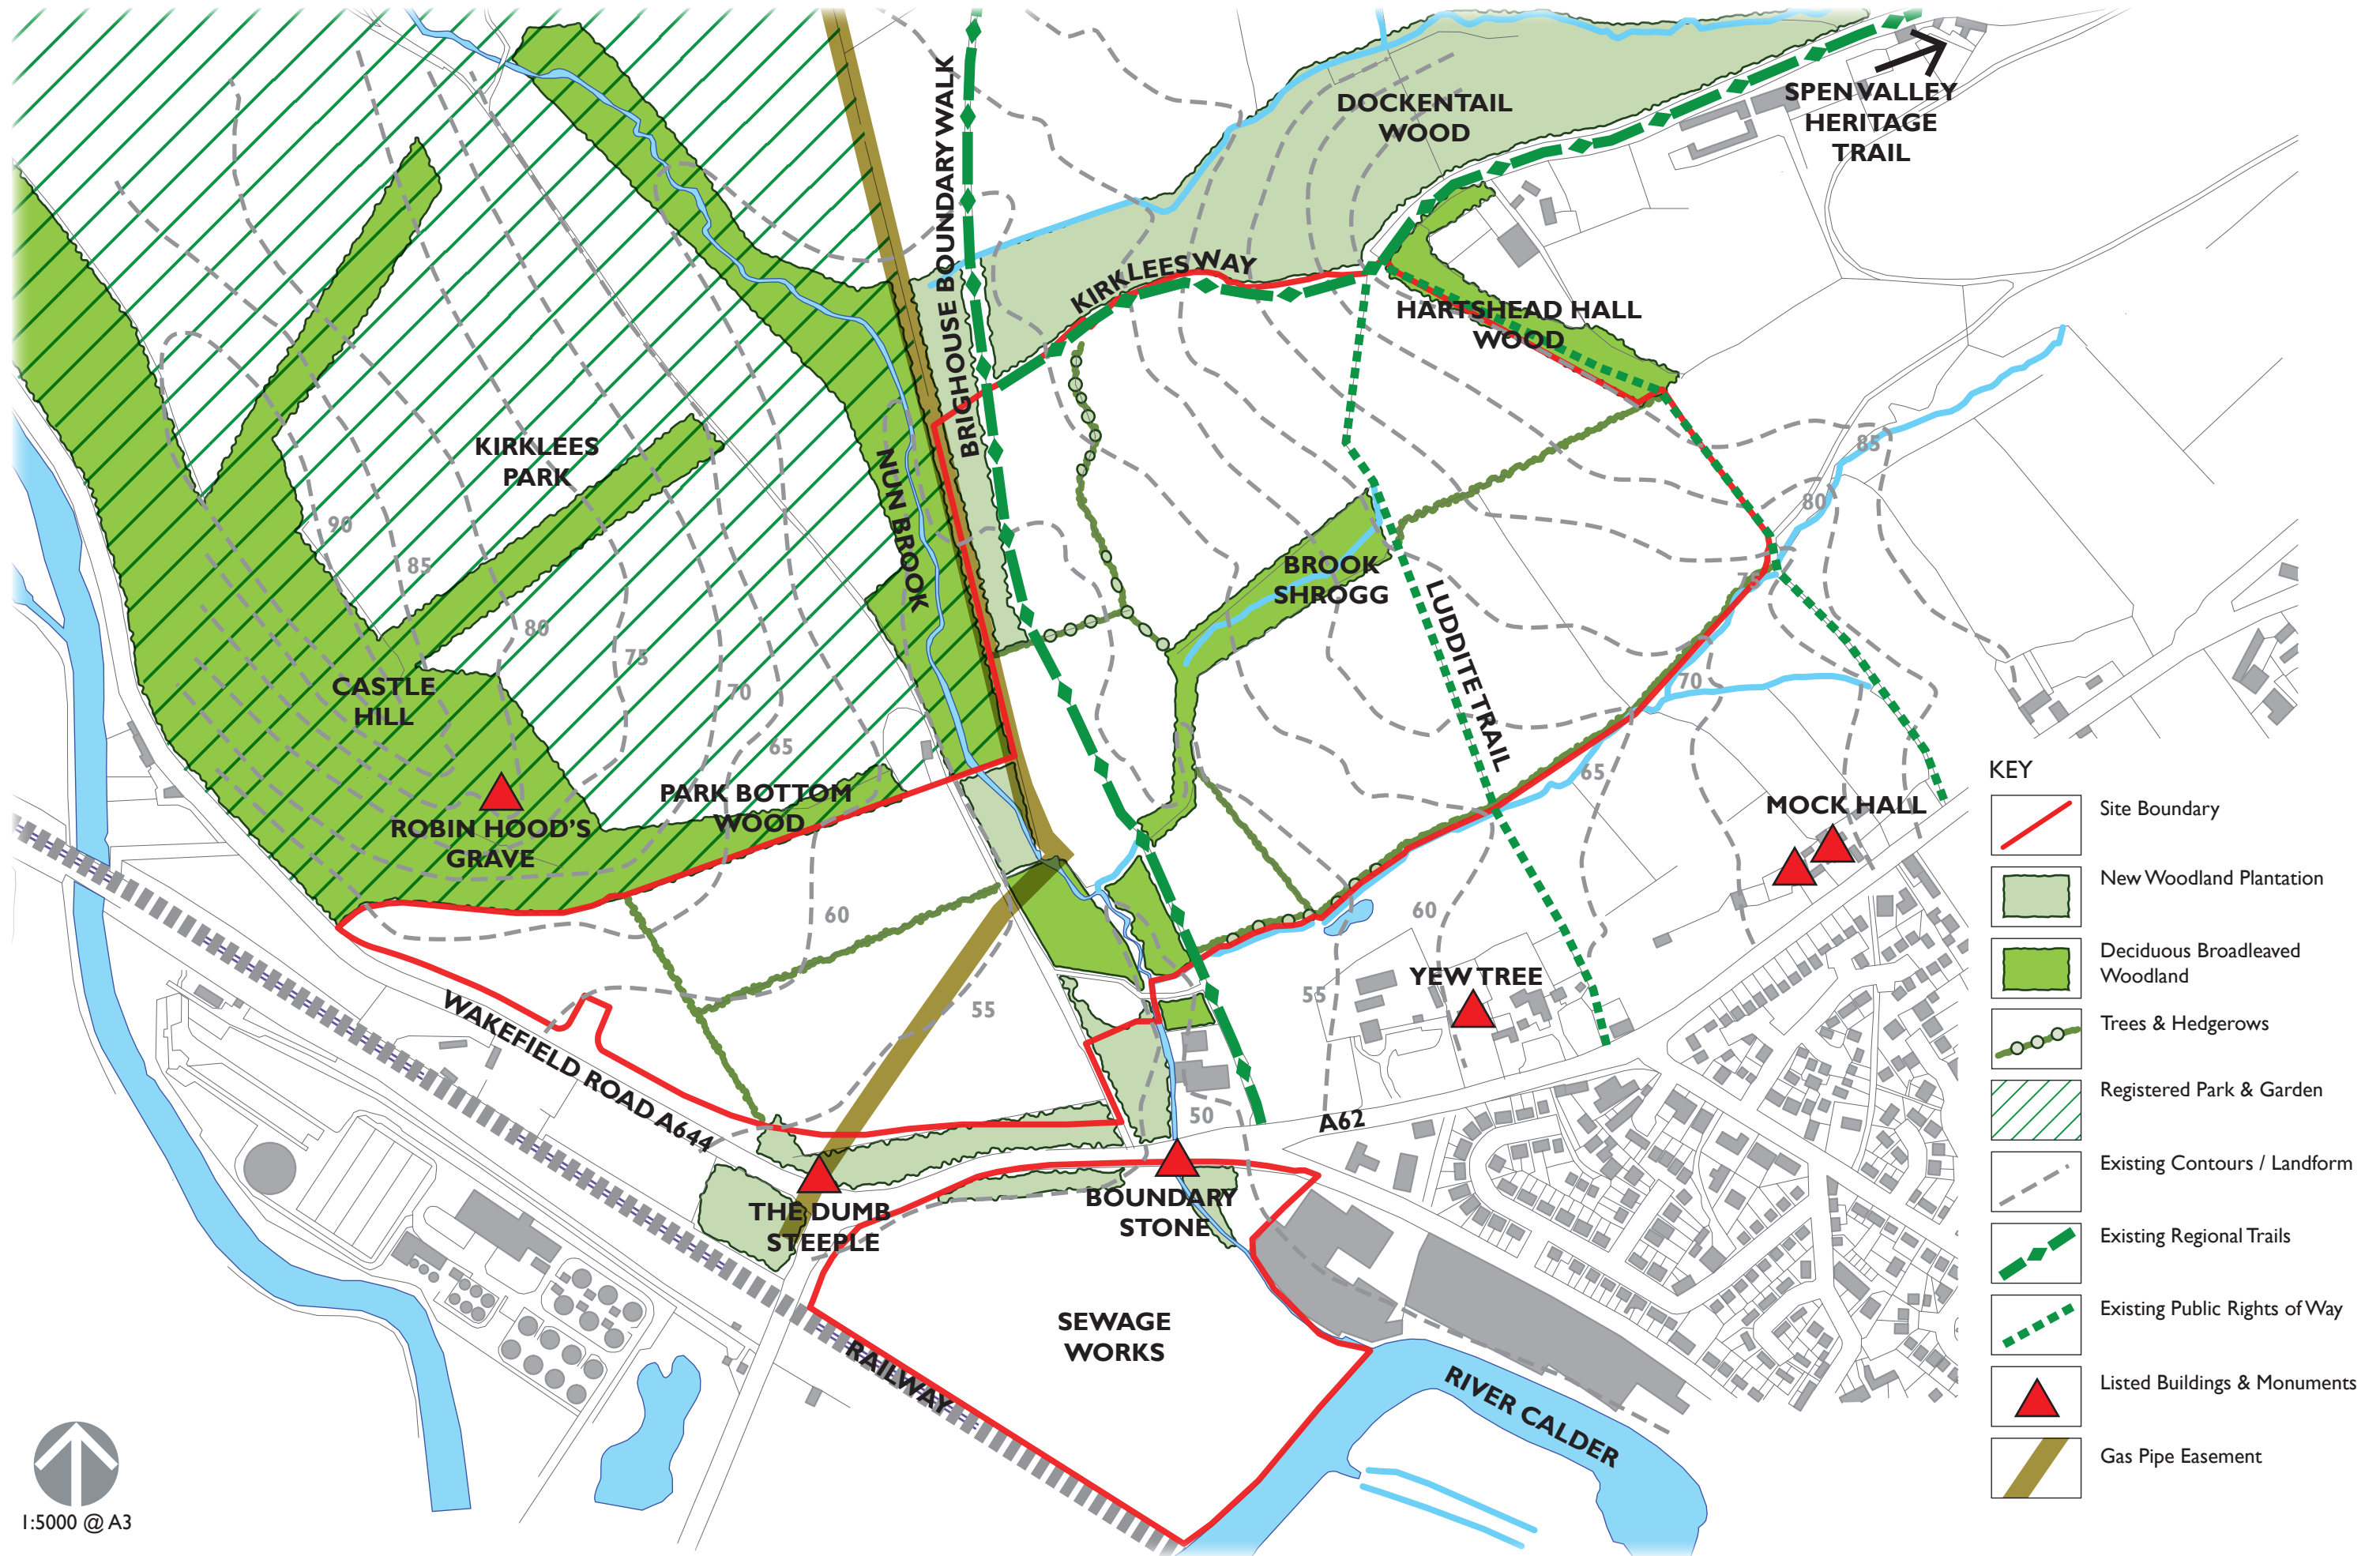 DOCKENTAIL
WOOD
SPEN VALLEY
HERITAGE
TRAIL
BRIGHOUSE BOUNDARY WALK
KIRKLEES WAY
HARTSHEAD HALL
WOOD
KIRKLEES
PARK
NUN BROOK
BROOK
SHROGG
LUDDITE TRAIL
90
85
80
75
70
65
60
55
85
80
75
70
65
60
55
50
CASTLE
HILL
ROBIN HOOD'S
GRAVE
PARK BOTTOM
WOOD
MOCK HALL
YEW TREE
WAKEFIELD ROAD A644
A62
THE DUMB
STEEPLE
BOUNDARY
STONE
SEWAGE
WORKS
RAILWAY
RIVER CALDER
KEY
Site Boundary
New Woodland Plantation
Deciduous Broadleaved
Woodland
Trees & Hedgerows
Registered Park & Garden
Existing Contours / Landform
Existing Regional Trails
Existing Public Rights of Way
Listed Buildings & Monuments
Gas Pipe Easement
1:5000 @ A3